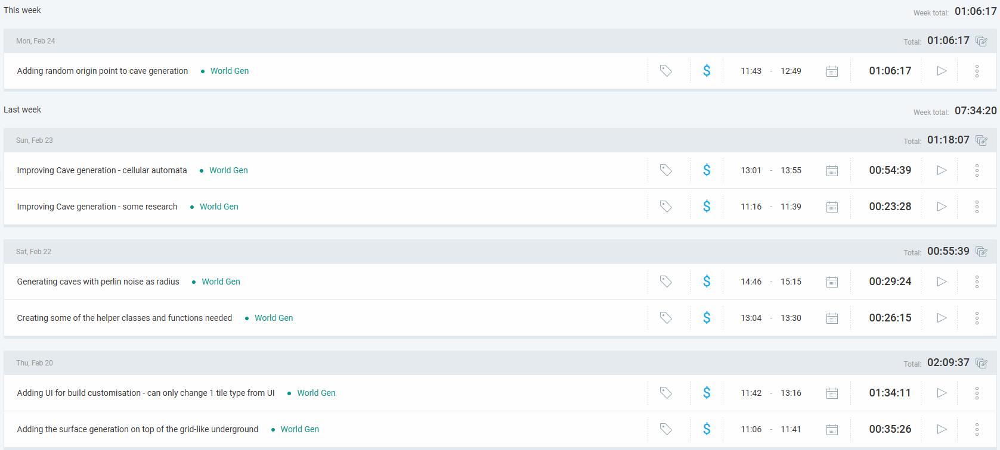 This week Week total: 01:06:17
Mon, Feb 24 Total: 01:06:17
Adding random origin point to cave generation • World Gen $ 11:43 - 12:49 01:06:17
Last week Week total: 07:34:20
Sun, Feb 23 Total: 01:18:07
Improving Cave generation - cellular automata • World Gen $ 13:01 - 13:55 00:54:39
Improving Cave generation - some research • World Gen $ 11:16 - 11:39 00:23:28
Sat, Feb 22 Total: 00:55:39
Generating caves with perlin noise as radius • World Gen $ 14:46 - 15:15 00:29:24
Creating some of the helper classes and functions needed • World Gen $ 13:04 - 13:30 00:26:15
Thu, Feb 20 Total: 02:09:37
Adding UI for build customisation - can only change 1 tile type from UI • World Gen $ 11:42 - 13:16 01:34:11
Adding the surface generation on top of the grid-like underground • World Gen $ 11:06 - 11:41 00:35:26